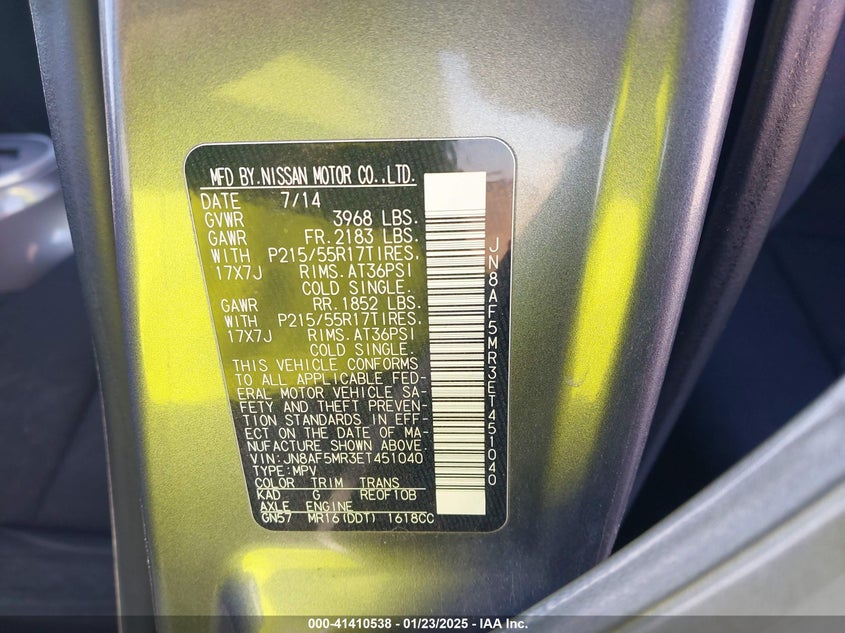 MFD BY.NISSAN MOTOR CO.,LTD.
DATE 7/14
GVWR 3968 LBS.
GAWR FR.2183 LBS.
WITH P215/55R17TIRES.
17X7J RIMS.AT36PSI
COLD SINGLE.
GAWR RR.1852 LBS.
WITH P215/55R17TIRES.
17X7J RIMS.AT36PSI
COLD SINGLE.
THIS VEHICLE CONFORMS
TO ALL APPLICABLE FED-
ERAL MOTOR VEHICLE SA-
FETY AND THEFT PREVEN-
TION STANDARDS IN EFF-
ECT ON THE DATE OF MA-
NUFACTURE SHOWN ABOVE.
VIN:JN8AF5MR3ET451040
TYPE:MPV
COLOR TRIM TRANS
KAD G RE0F10B
AXLE ENGINE
GN57 MR16(DDT) 1618CC
JN8AF5MR3ET451040
000-41410538 - 01/23/2025 - IAA Inc.